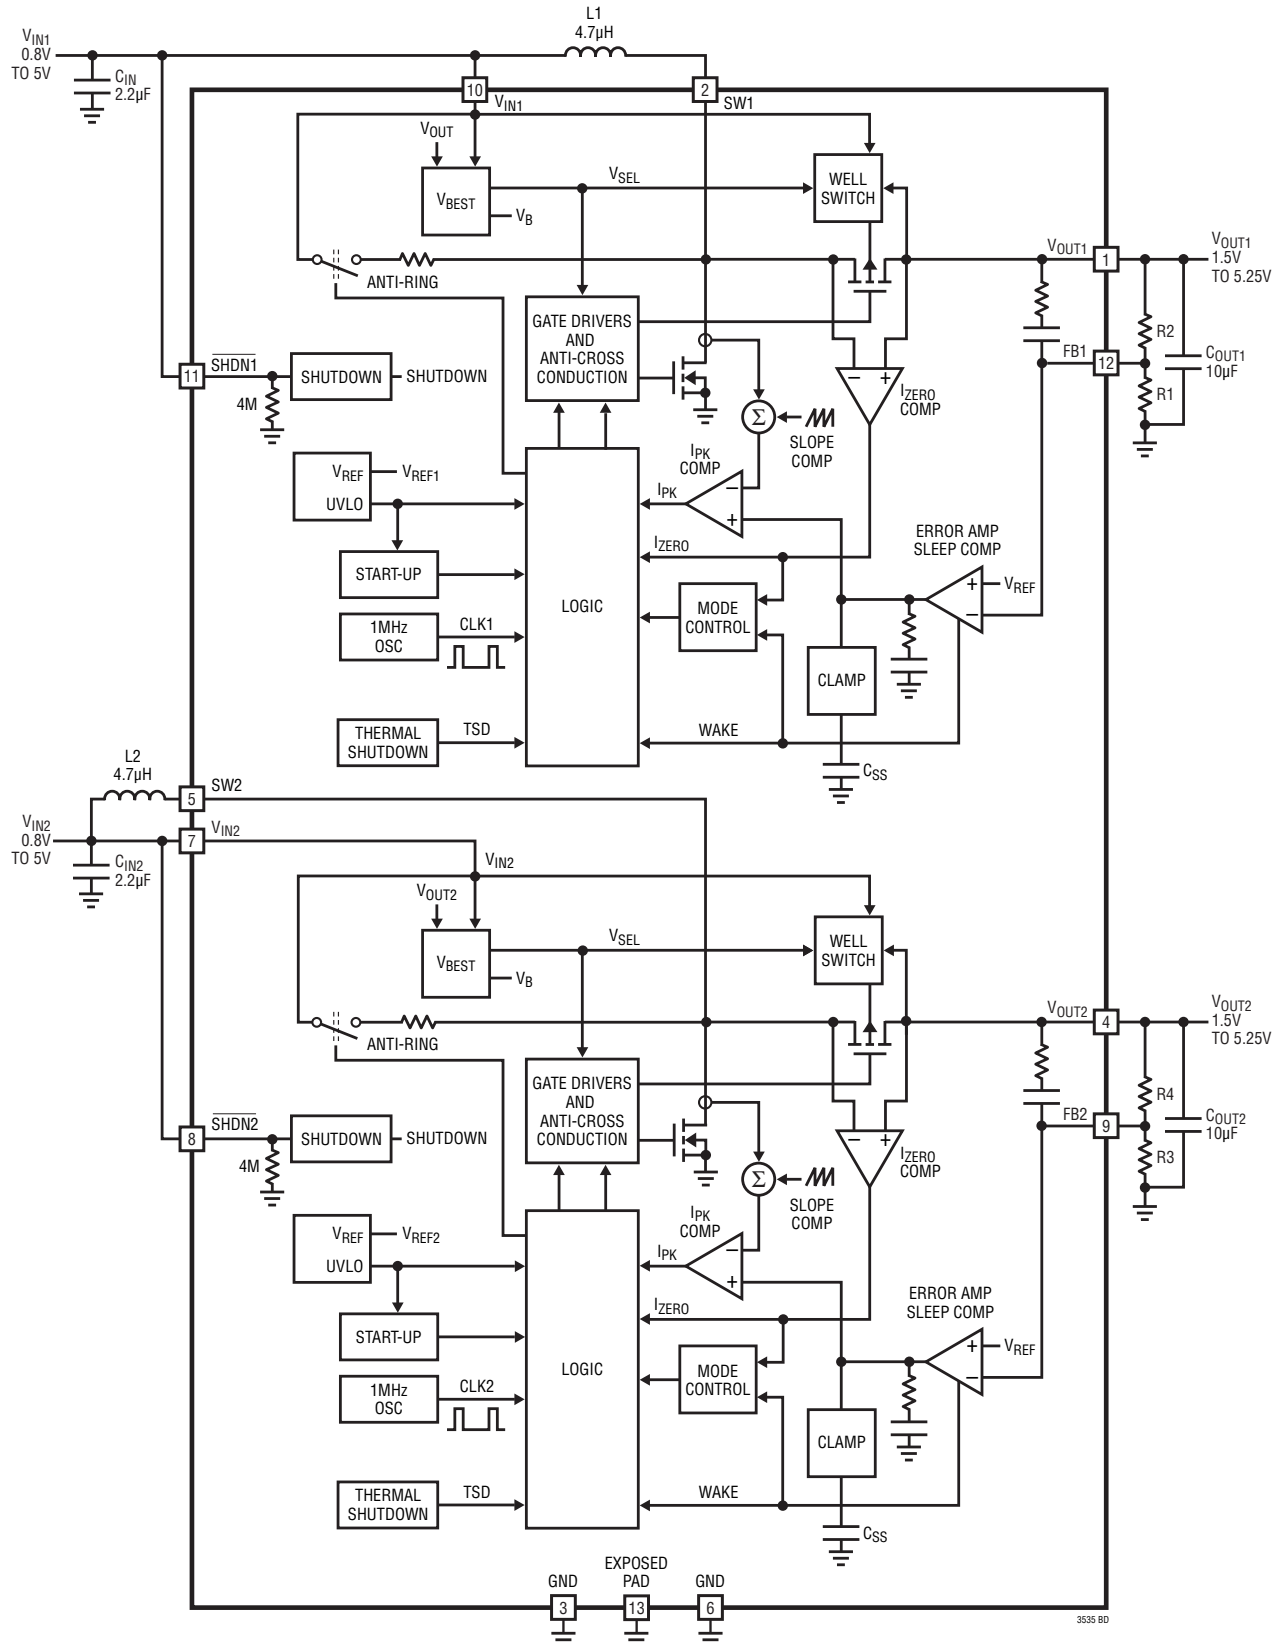 L1
4.7µH
VIN1
0.8V
TO 5V
CIN
2.2µF
10
VIN1
2
SW1
VOUT
VBEST
VB
VSEL
WELL
SWITCH
ANTI-RING
VOUT1
1
VOUT1
1.5V
TO 5.25V
GATE DRIVERS
AND
ANTI-CROSS
CONDUCTION
R2
COUT1
10µF
FB1
12
R1
11
SHDN1
SHUTDOWN
SHUTDOWN
4M
–
+
IZERO
COMP
Σ
SLOPE
COMP
IPK
COMP
VREF
VREF1
UVLO
IPK
–
+
START-UP
LOGIC
IZERO
ERROR AMP
SLEEP COMP
+
VREF
–
1MHz
OSC
CLK1
MODE
CONTROL
CLAMP
THERMAL
SHUTDOWN
TSD
WAKE
CSS
L2
4.7µH
5
SW2
VIN2
0.8V
TO 5V
7
VIN2
CIN2
2.2µF
VIN2
VOUT2
VBEST
VB
VSEL
WELL
SWITCH
ANTI-RING
VOUT2
4
VOUT2
1.5V
TO 5.25V
GATE DRIVERS
AND
ANTI-CROSS
CONDUCTION
R4
COUT2
10µF
FB2
9
R3
8
SHDN2
SHUTDOWN
SHUTDOWN
4M
–
+
IZERO
COMP
Σ
SLOPE
COMP
IPK
COMP
VREF
VREF2
UVLO
IPK
–
+
START-UP
LOGIC
IZERO
ERROR AMP
SLEEP COMP
+
VREF
–
1MHz
OSC
CLK2
MODE
CONTROL
CLAMP
THERMAL
SHUTDOWN
TSD
WAKE
CSS
GND
EXPOSED
PAD
GND
3
13
6
3535 BD